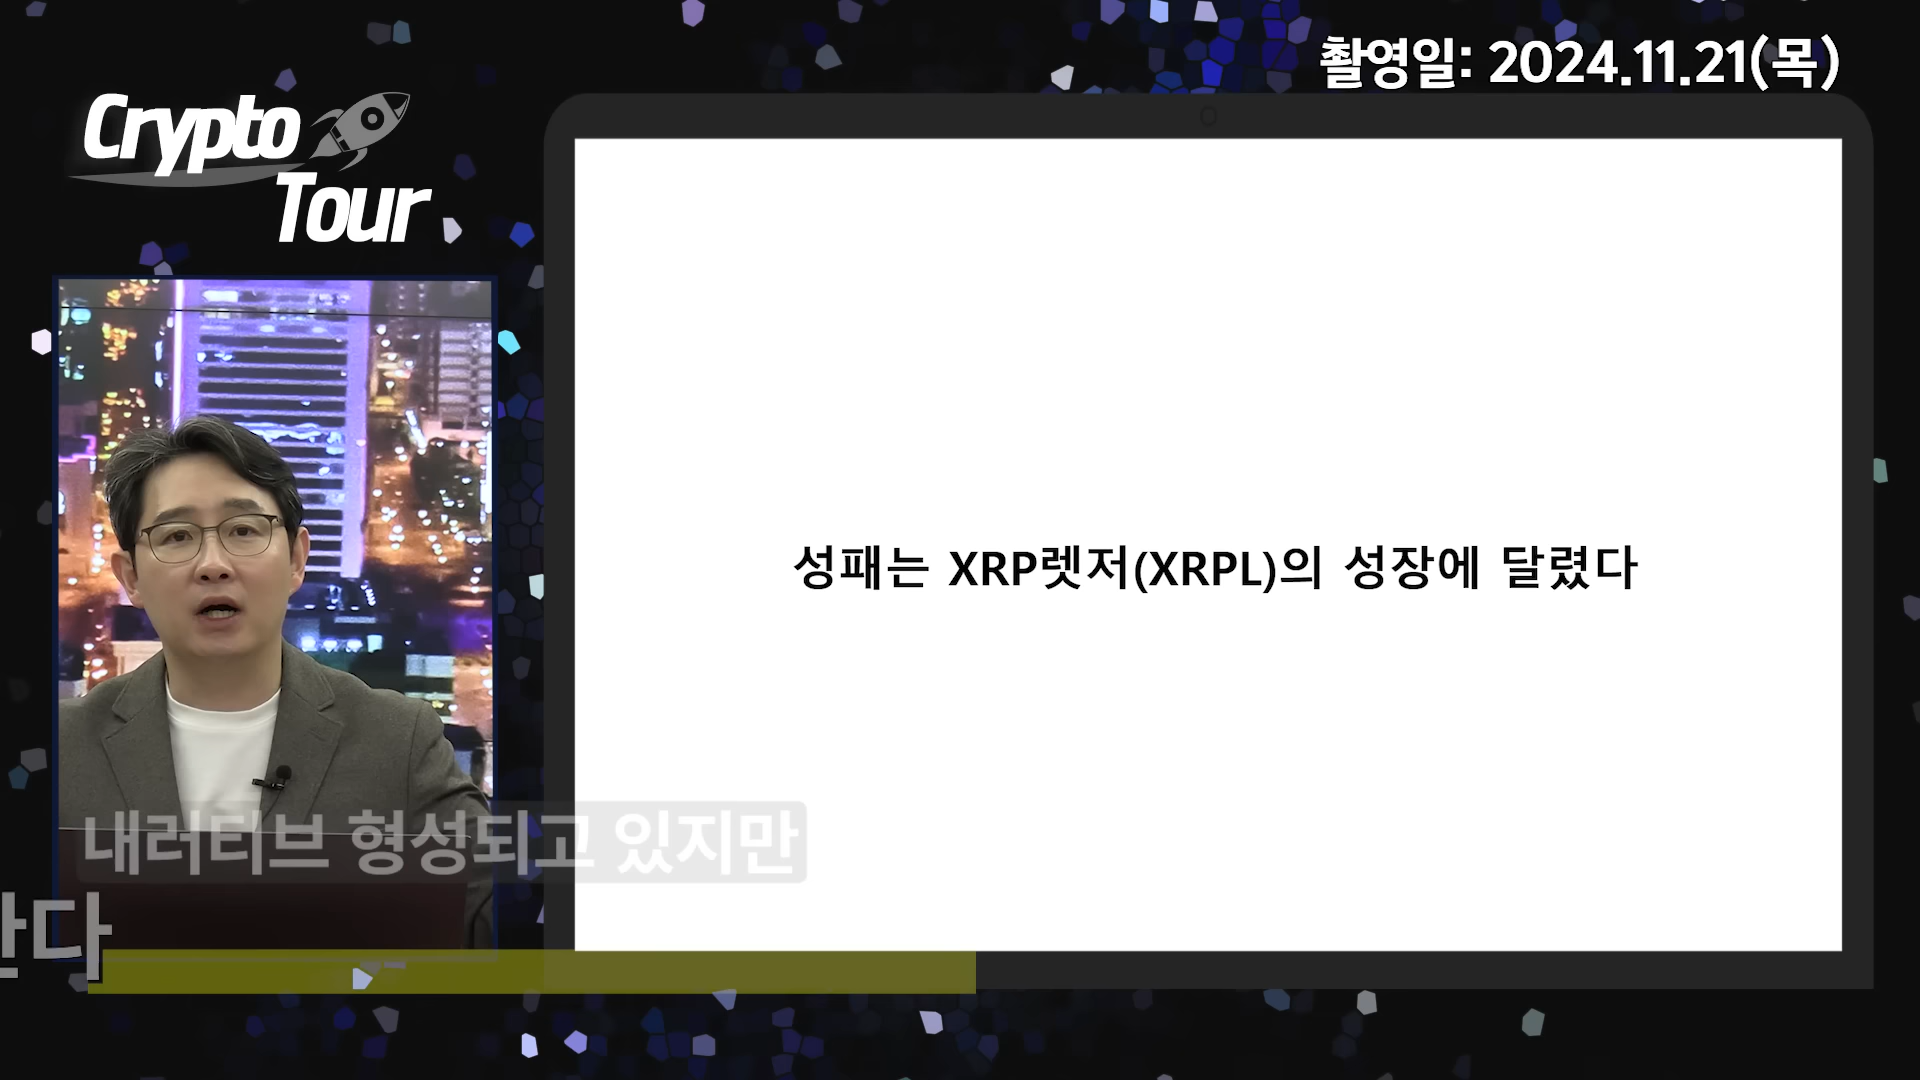 촬영일: 2024.11.21(목)
Crypto
Tour
성패는 XRP렛저(XRPL)의 성장에 달렸다
내러티브 형성되고 있지만